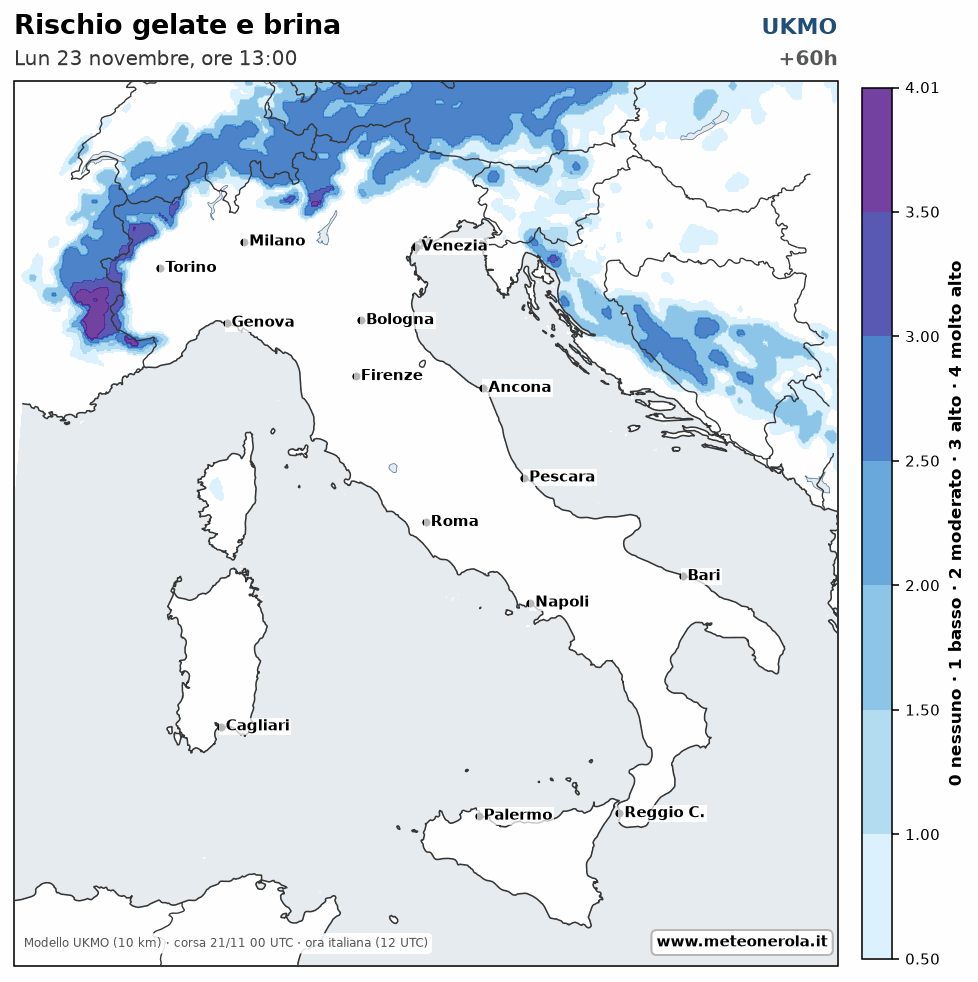 Rischio gelate e brina
UKMO
Lun 23 novembre, ore 13:00
+60h
4.01
3.50
3.00
2.50
2.00
1.50
1.00
0.50
0 nessuno · 1 basso · 2 moderato · 3 alto · 4 molto alto
Milano
Venezia
Torino
Genova
Bologna
Firenze
Ancona
Pescara
Roma
Bari
Napoli
Cagliari
Palermo
Reggio C.
Modello UKMO (10 km) · corsa 21/11 00 UTC · ora italiana (12 UTC)
www.meteonerola.it